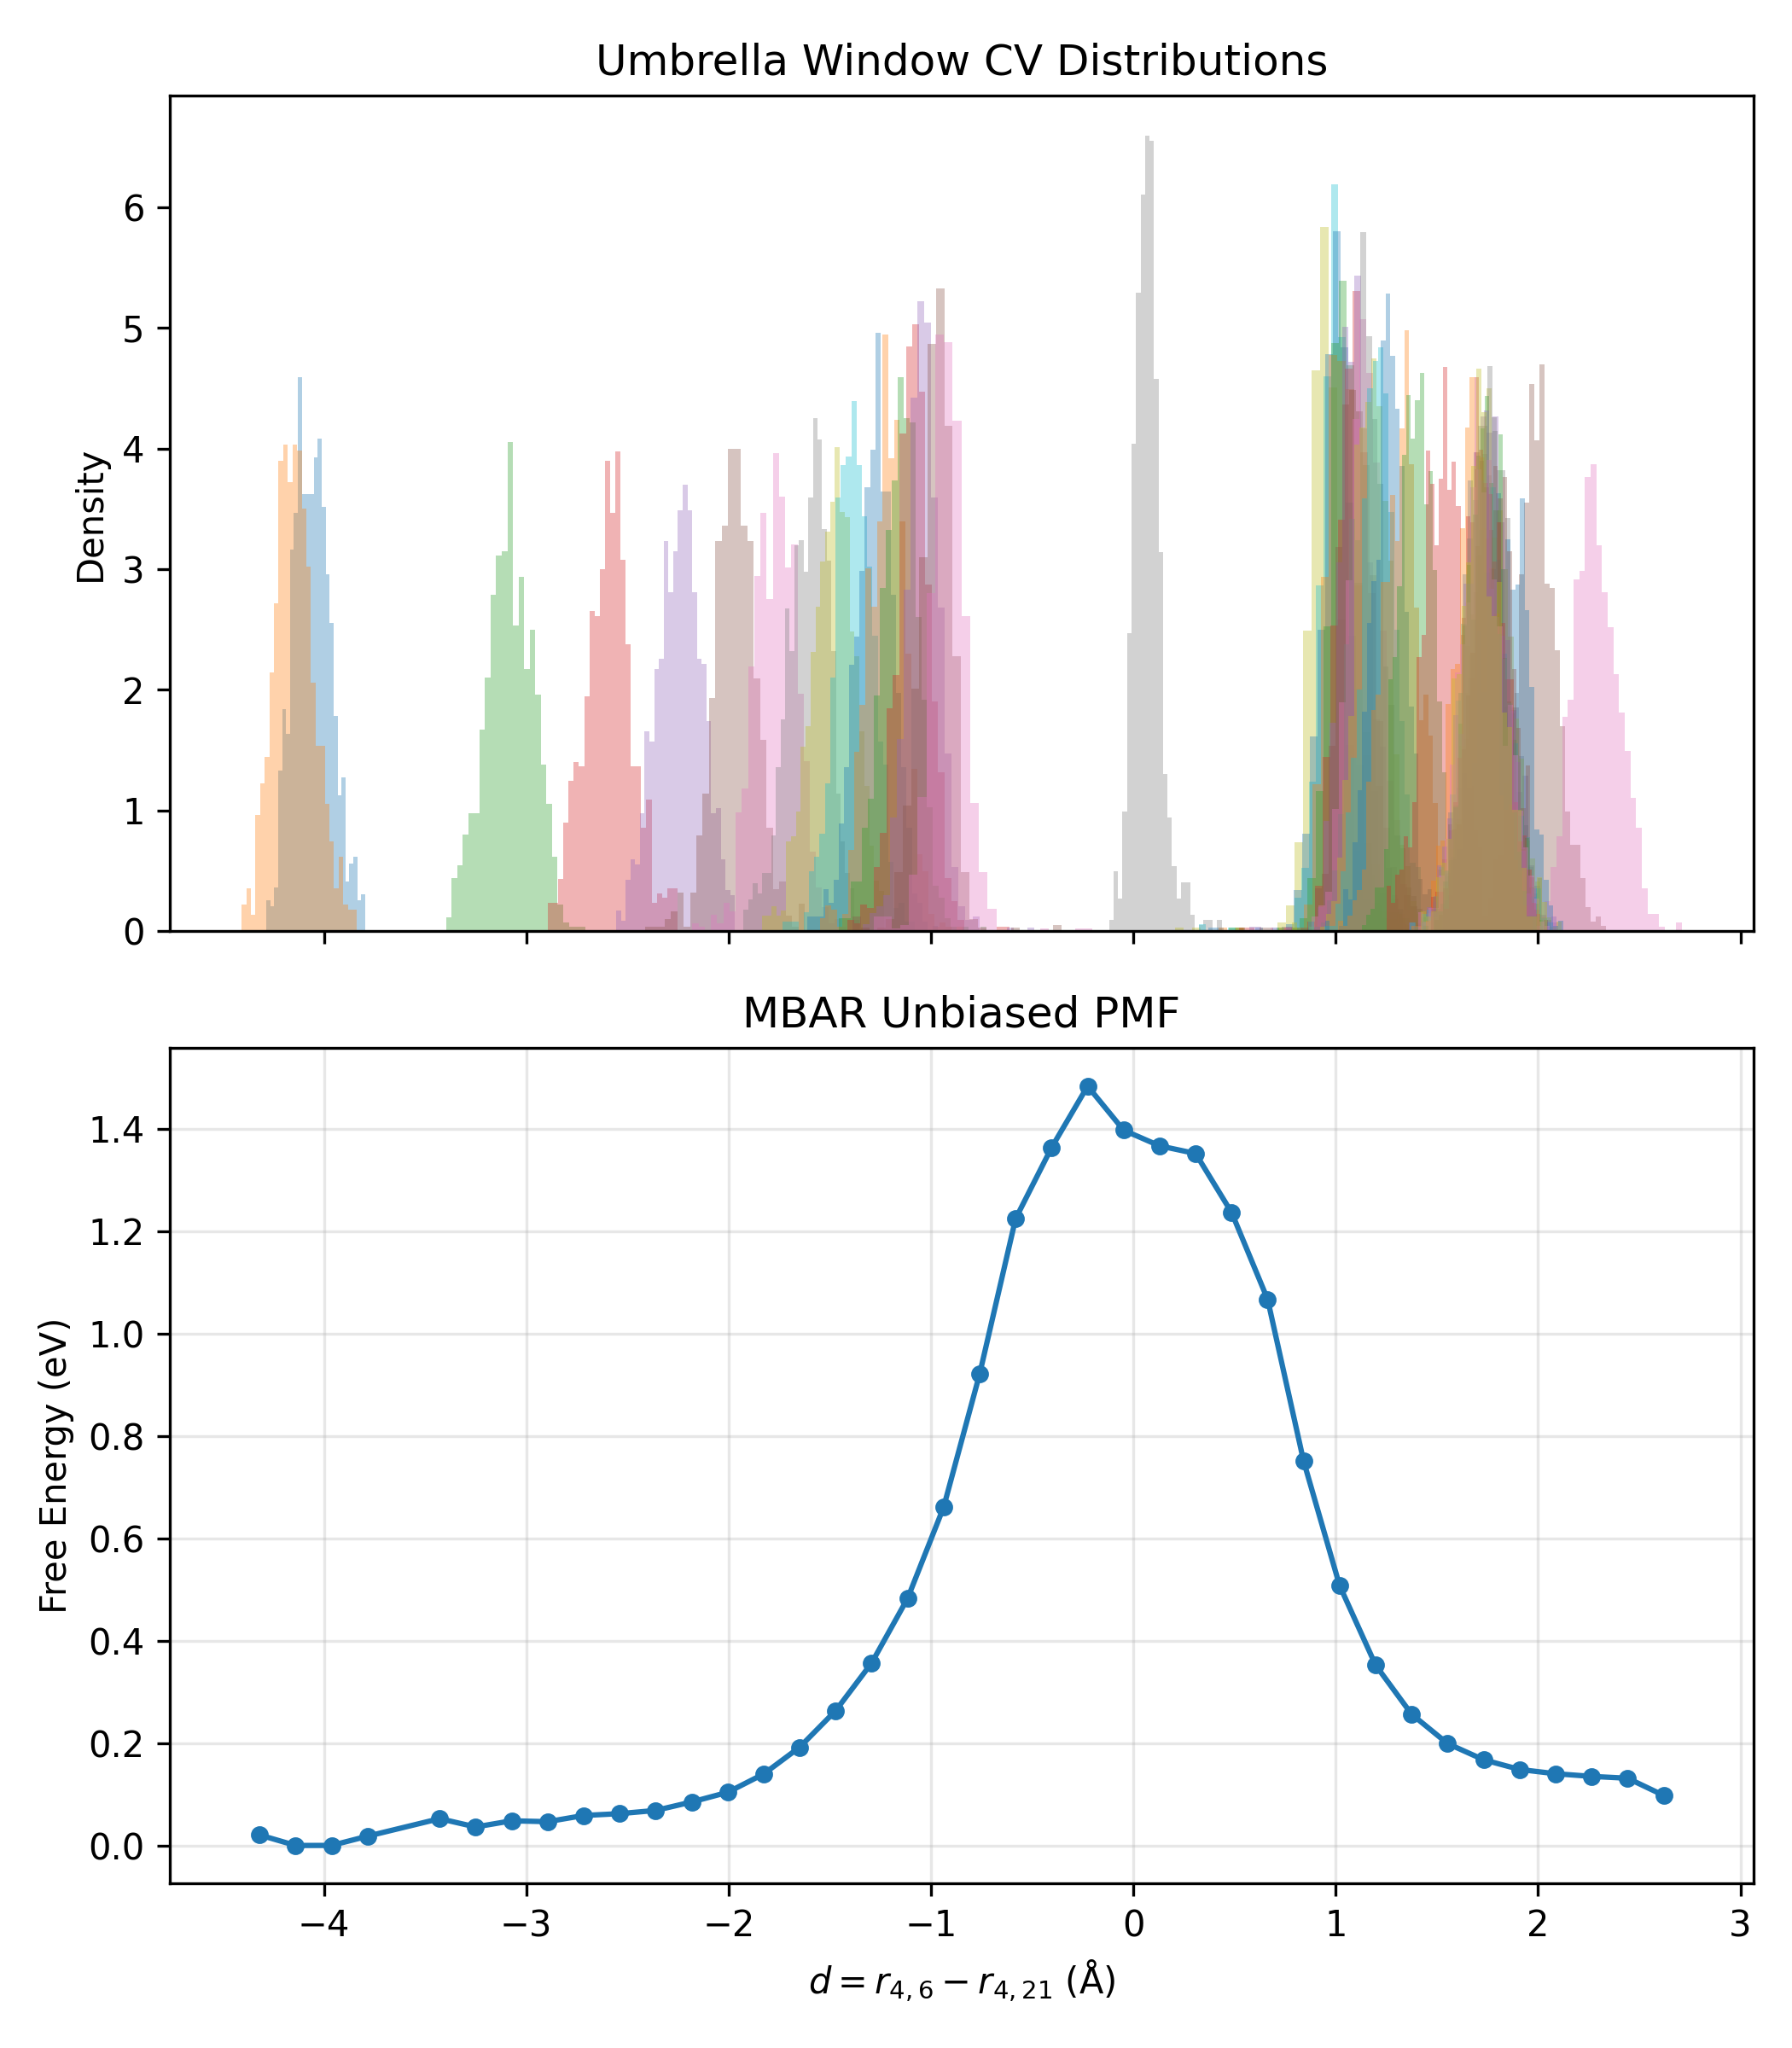 Umbrella Window CV Distributions
Density
6
5
4
3
2
1
0
MBAR Unbiased PMF
Free Energy (eV)
1.4
1.2
1.0
0.8
0.6
0.4
0.2
0.0
−4 −3 −2 −1 0 1 2 3
d = r₄,₆ − r₄,₂₁ (Å)